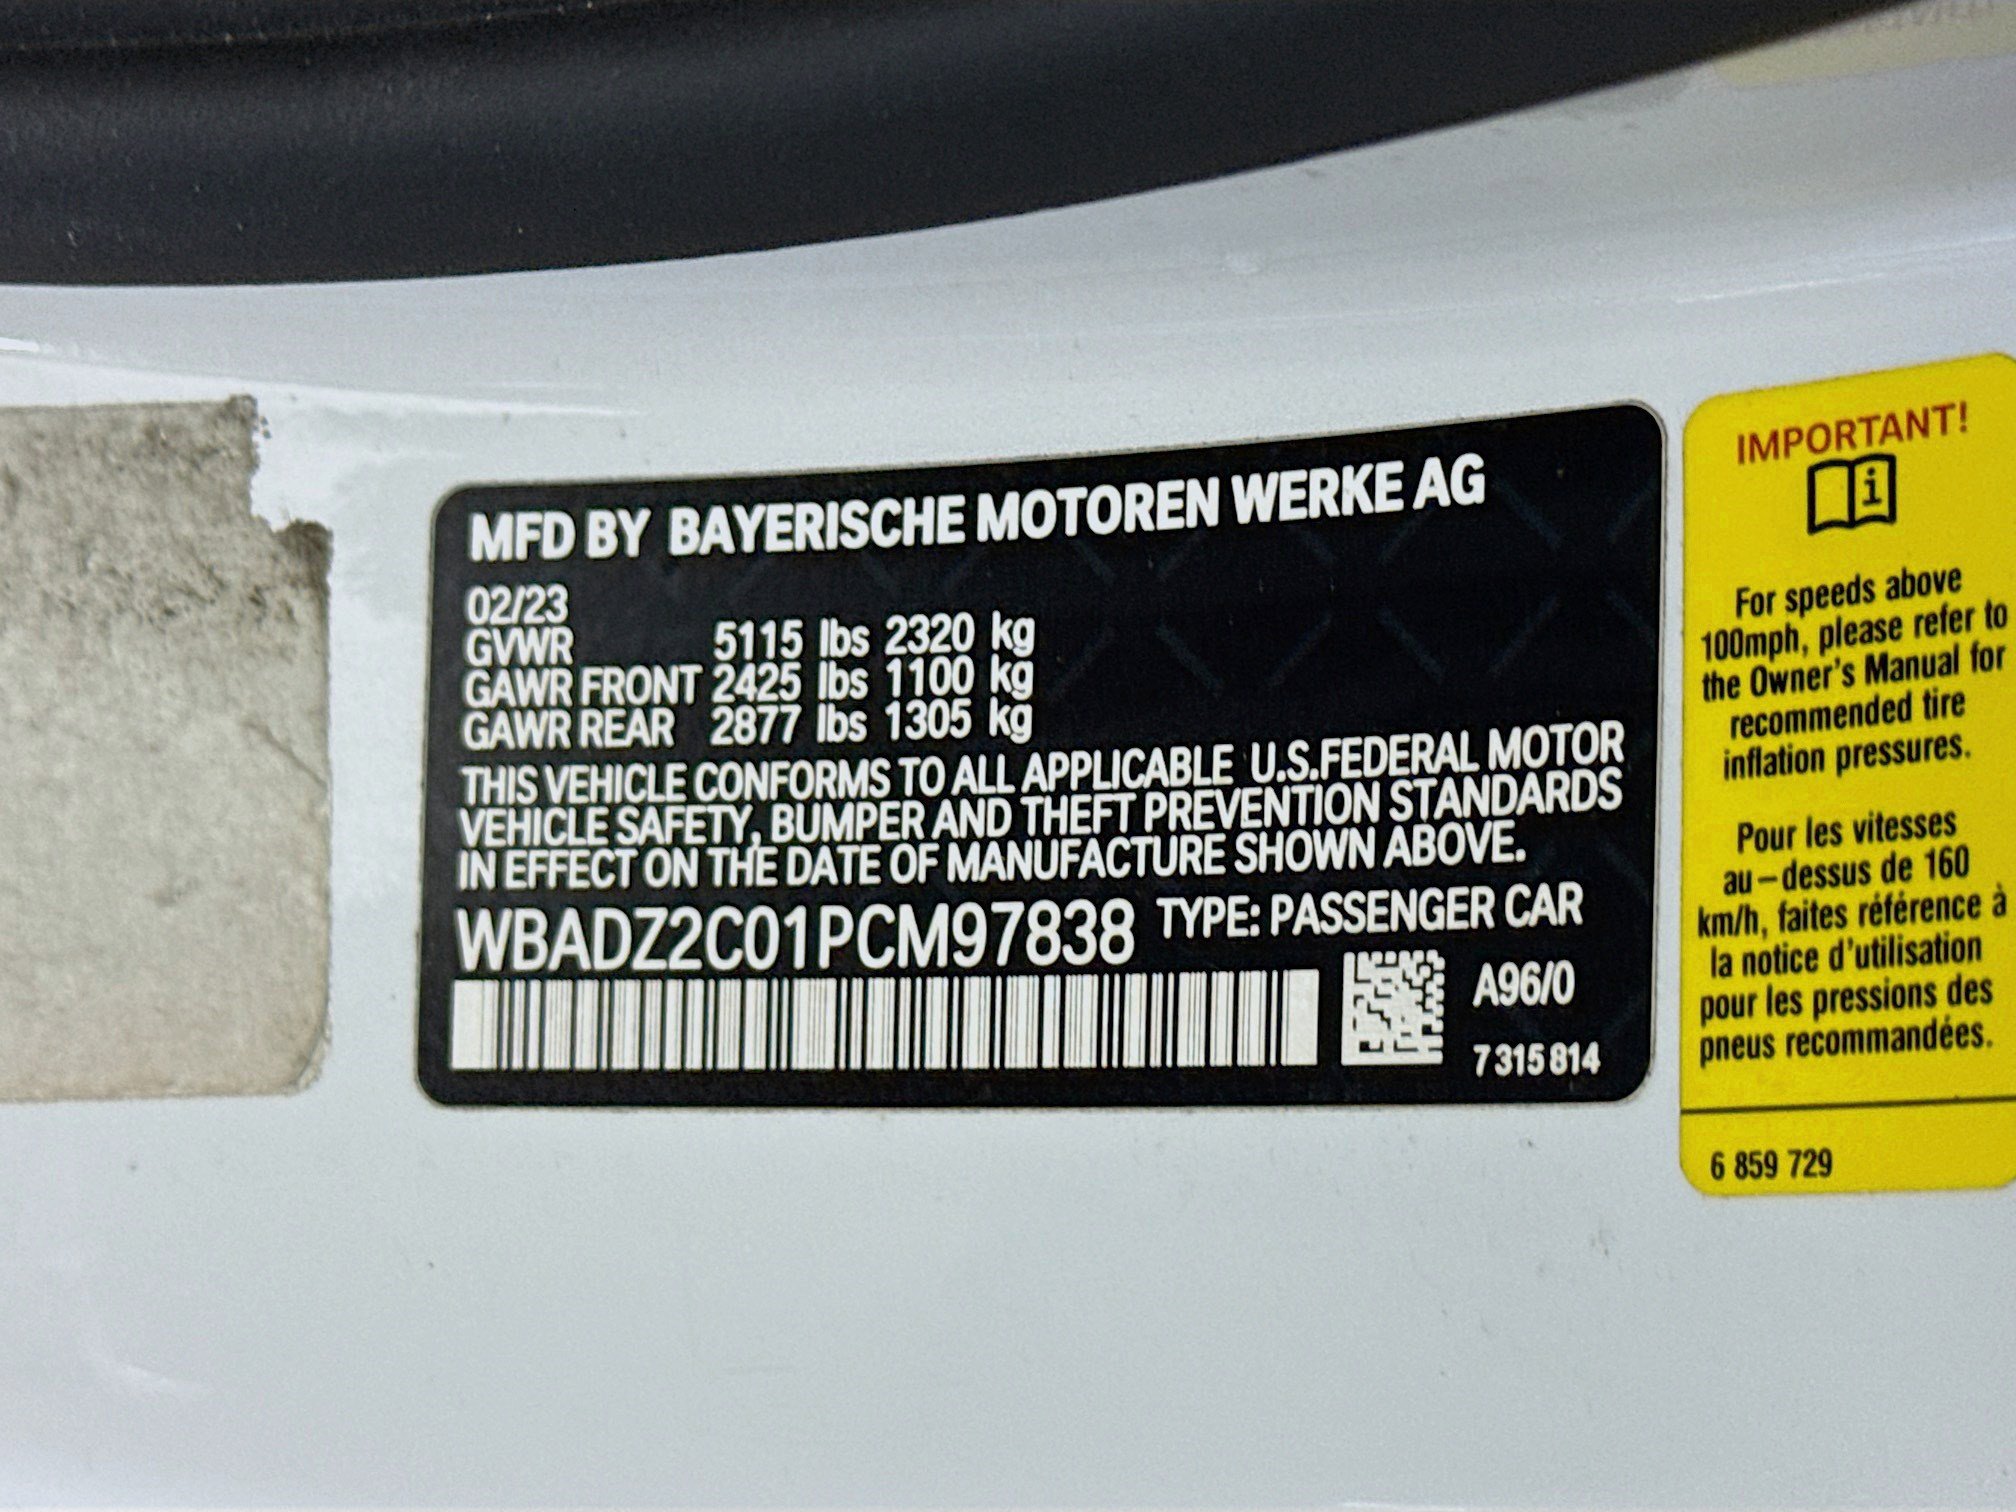 MFD BY BAYERISCHE MOTOREN WERKE AG
02/23
GVWR 5115 lbs 2320 kg
GAWR FRONT 2425 lbs 1100 kg
GAWR REAR 2877 lbs 1305 kg
THIS VEHICLE CONFORMS TO ALL APPLICABLE U.S.FEDERAL MOTOR
VEHICLE SAFETY, BUMPER AND THEFT PREVENTION STANDARDS
IN EFFECT ON THE DATE OF MANUFACTURE SHOWN ABOVE.
WBADZ2C01PCM97838 TYPE: PASSENGER CAR
A96/0
7 315 814
IMPORTANT!
i
For speeds above
100mph, please refer to
the Owner's Manual for
recommended tire
inflation pressures.
Pour les vitesses
au–dessus de 160
km/h, faites référence à
la notice d'utilisation
pour les pressions des
pneus recommandées.
6 859 729